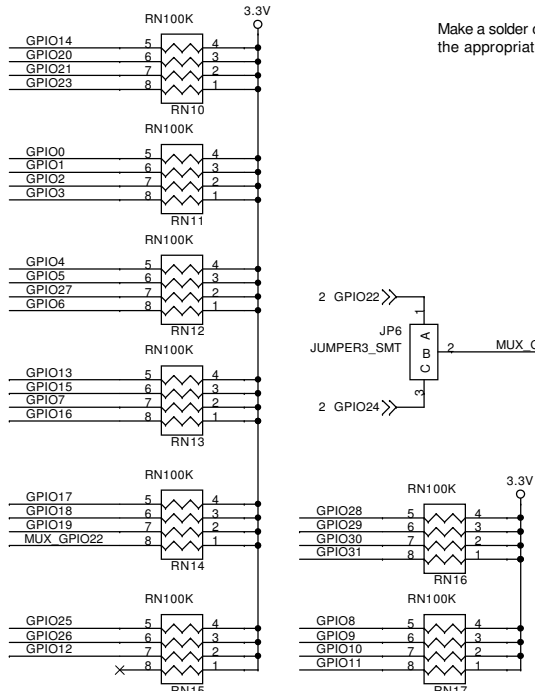 RN100K
3.3V
GPIO14 5 4
GPIO20 6 3
GPIO21 7 2
GPIO23 8 1
RN10
Make a solder
the appropriat
RN100K
GPIO0 5 4
GPIO1 6 3
GPIO2 7 2
GPIO3 8 1
RN11
RN100K
GPIO4 5 4
GPIO5 6 3
GPIO27 7 2
GPIO6 8 1
RN12
2 GPIO22
1
JP6
JUMPER3_SMT
A
B
C
2
MUX_
3
2 GPIO24
RN100K
GPIO13 5 4
GPIO15 6 3
GPIO7 7 2
GPIO16 8 1
RN13
RN100K
GPIO17 5 4
GPIO18 6 3
GPIO19 7 2
MUX_GPIO22 8 1
RN14
RN100K
3.3V
GPIO28 5 4
GPIO29 6 3
GPIO30 7 2
GPIO31 8 1
RN16
RN100K
GPIO25 5 4
GPIO26 6 3
GPIO12 7 2
8 1
RN15
RN100K
GPIO8 5 4
GPIO9 6 3
GPIO10 7 2
GPIO11 8 1
RN17